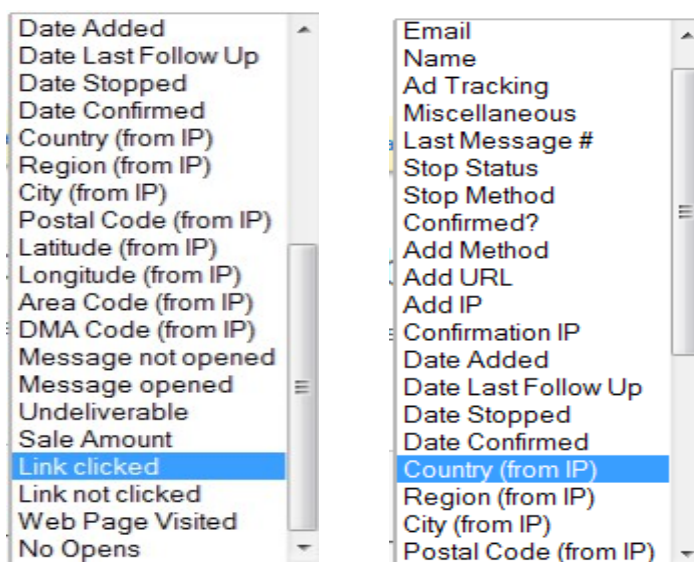 Date Added
Date Last Follow Up
Date Stopped
Date Confirmed
Country (from IP)
Region (from IP)
City (from IP)
Postal Code (from IP)
Latitude (from IP)
Longitude (from IP)
Area Code (from IP)
DMA Code (from IP)
Message not opened
Message opened
Undeliverable
Sale Amount
Link clicked
Link not clicked
Web Page Visited
No Opens
Email
Name
Ad Tracking
Miscellaneous
Last Message #
Stop Status
Stop Method
Confirmed?
Add Method
Add URL
Add IP
Confirmation IP
Date Added
Date Last Follow Up
Date Stopped
Date Confirmed
Country (from IP)
Region (from IP)
City (from IP)
Postal Code (from IP)